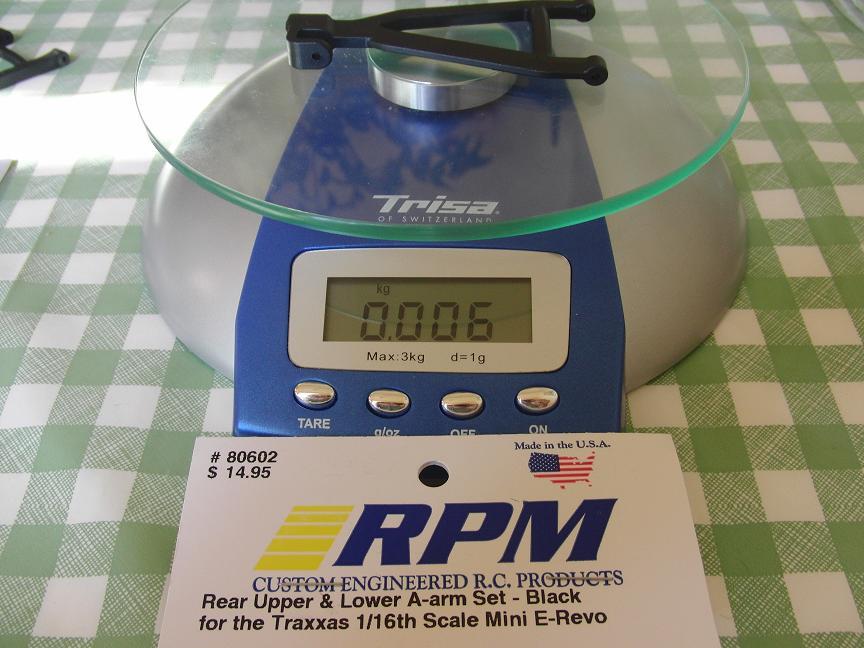 Trisa
OF SWITZERLAND
kg
0.006
Max:3kg d=1g
TARE g/oz OFF ON
# 80602
$ 14.95
Made in the U.S.A.
RPM
CUSTOM ENGINEERED R.C. PRODUCTS
Rear Upper & Lower A-arm Set - Black
for the Traxxas 1/16th Scale Mini E-Revo